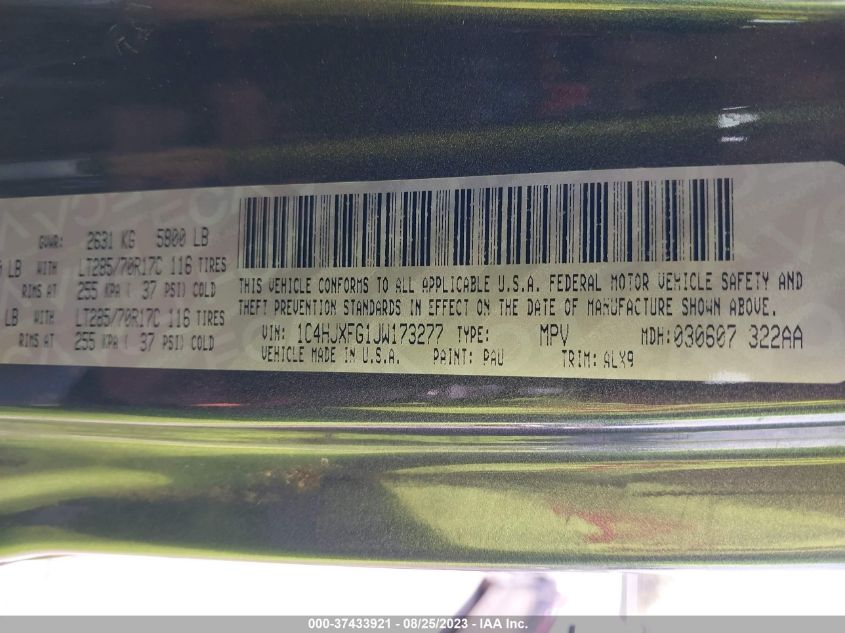 GVWR: 2631 KG 5800 LB
LB WITH LT285/70R17C 116 TIRES
RIMS AT 255 KPA ( 37 PSI) COLD
LB WITH LT285/70R17C 116 TIRES
RIMS AT 255 KPA ( 37 PSI) COLD
THIS VEHICLE CONFORMS TO ALL APPLICABLE U.S.A. FEDERAL MOTOR VEHICLE SAFETY AND
THEFT PREVENTION STANDARDS IN EFFECT ON THE DATE OF MANUFACTURE SHOWN ABOVE.
VIN: 1C4HJXFG1JW173277 TYPE: MPV MDH:030607 322AA
VEHICLE MADE IN U.S.A. PAINT: PAU TRIM: ALX9
000-37433921 - 08/25/2023 - IAA Inc.